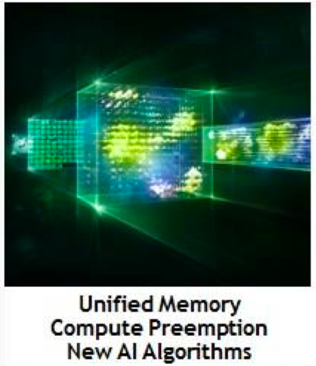 Unified Memory
Compute Preemption
New AI Algorithms